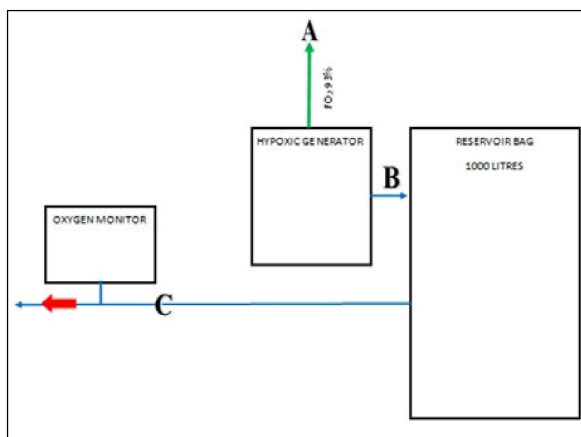 A
FO₂ 93%
HYPOXIC GENERATOR
RESERVOIR BAG
1000 LITRES
B
OXYGEN MONITOR
C